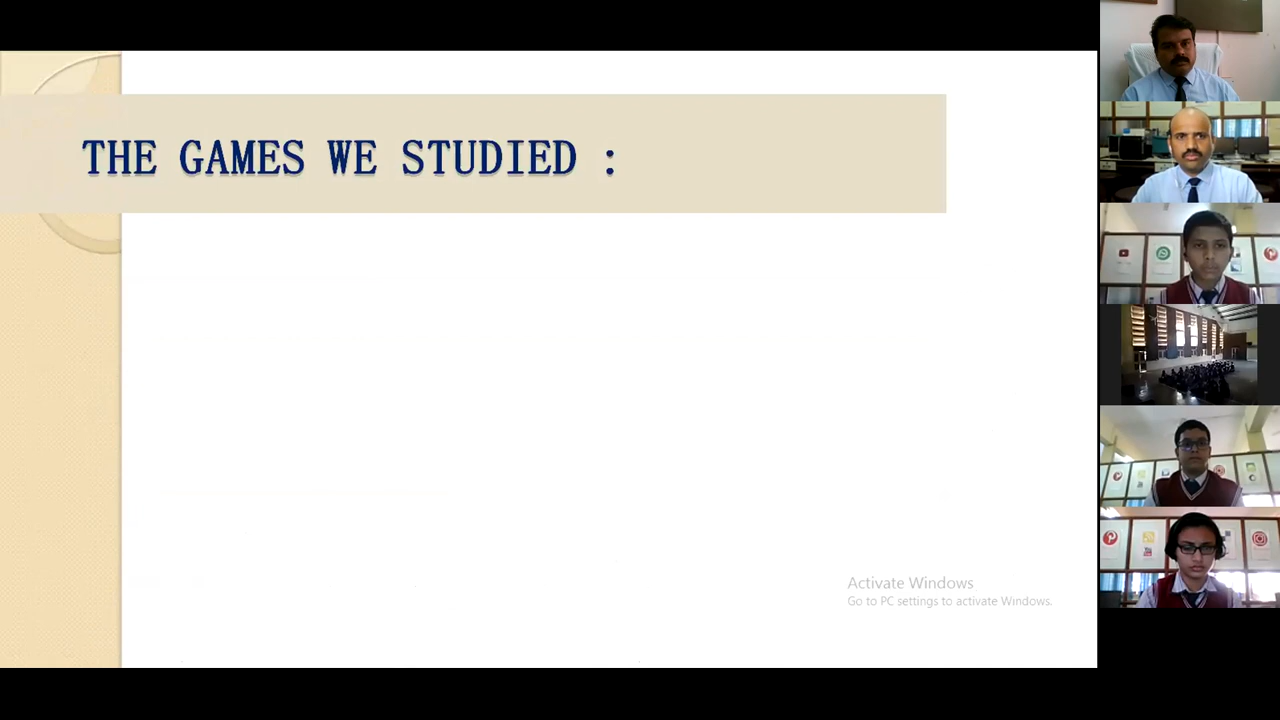 THE GAMES WE STUDIED :
Activate Windows
Go to PC settings to activate Windows.